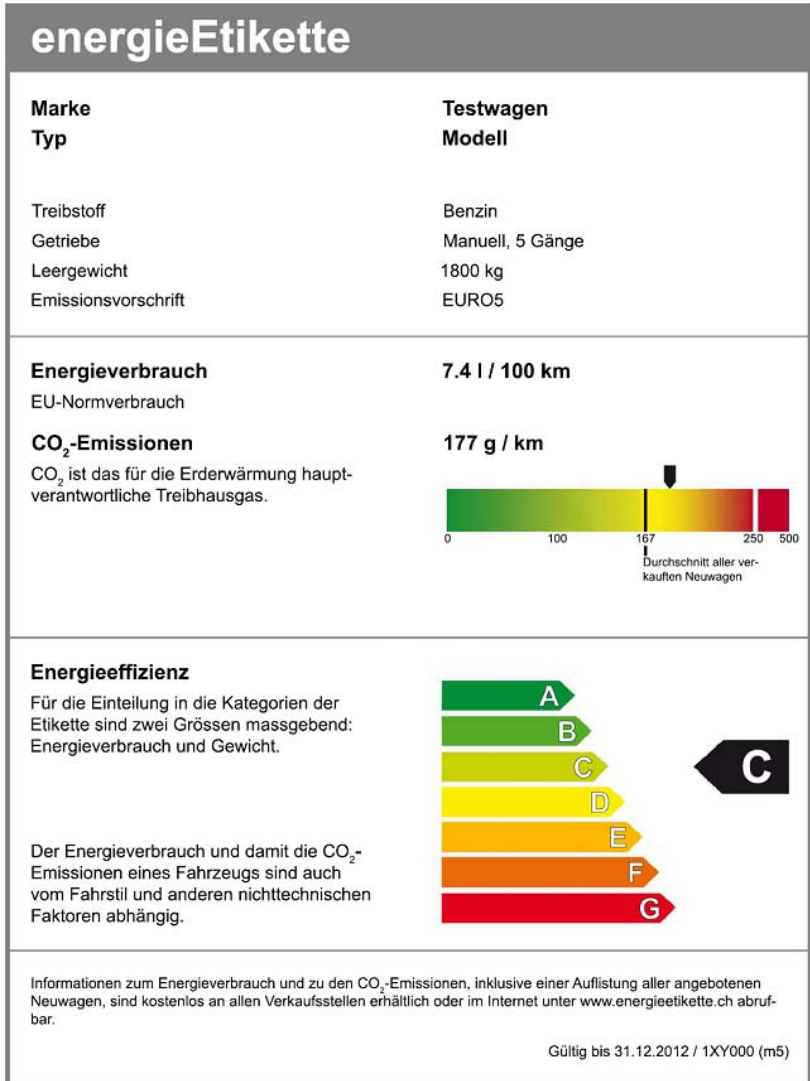 energieEtikette
Marke Testwagen
Typ Modell
Treibstoff Benzin
Getriebe Manuell, 5 Gänge
Leergewicht 1800 kg
Emissionsvorschrift EURO5
Energieverbrauch 7.4 l / 100 km
EU-Normverbrauch
CO₂-Emissionen 177 g / km
CO₂ ist das für die Erderwärmung haupt-
verantwortliche Treibhausgas.
0 100 167 250 500
Durchschnitt aller ver-
kauften Neuwagen
Energieeffizienz
Für die Einteilung in die Kategorien der
Etikette sind zwei Grössen massgebend:
Energieverbrauch und Gewicht.
Der Energieverbrauch und damit die CO₂-
Emissionen eines Fahrzeugs sind auch
vom Fahrstil und anderen nichttechnischen
Faktoren abhängig.
A
B
C
D
E
F
G
C
Informationen zum Energieverbrauch und zu den CO₂-Emissionen, inklusive einer Auflistung aller angebotenen
Neuwagen, sind kostenlos an allen Verkaufsstellen erhältlich oder im Internet unter www.energieetikette.ch abruf-
bar.
Gültig bis 31.12.2012 / 1XY000 (m5)